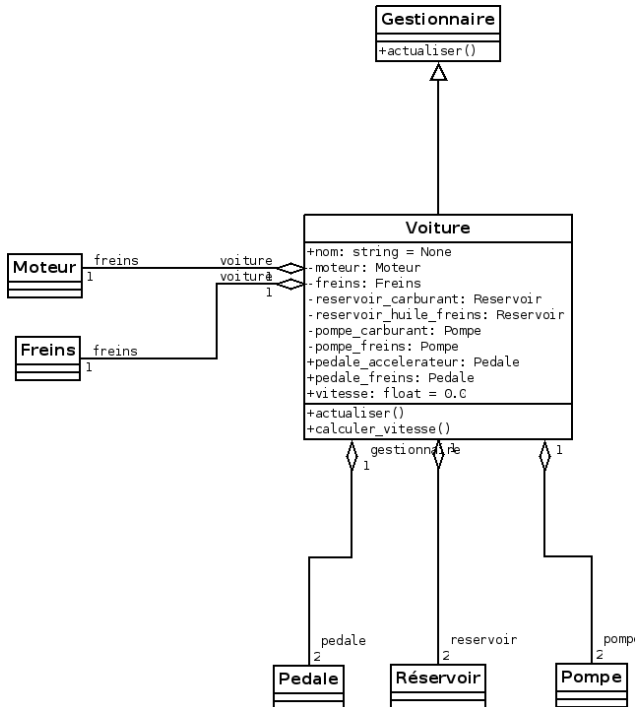 Gestionnaire
+actualiser()
Voiture
+nom: string = None
-moteur: Moteur
-freins: Freins
-reservoir_carburant: Reservoir
-reservoir_huile_freins: Reservoir
-pompe_carburant: Pompe
-pompe_freins: Pompe
+pedale_accelerateur: Pedale
+pedale_freins: Pedale
+vitesse: float = 0.0
+actualiser()
+calculer_vitesse()
Moteur
freins
1
voiture
1
Freins
freins
1
voiture
1
gestionnaire
1
1
1
pedale
2
reservoir
2
pompe
2
Pedale
Réservoir
Pompe